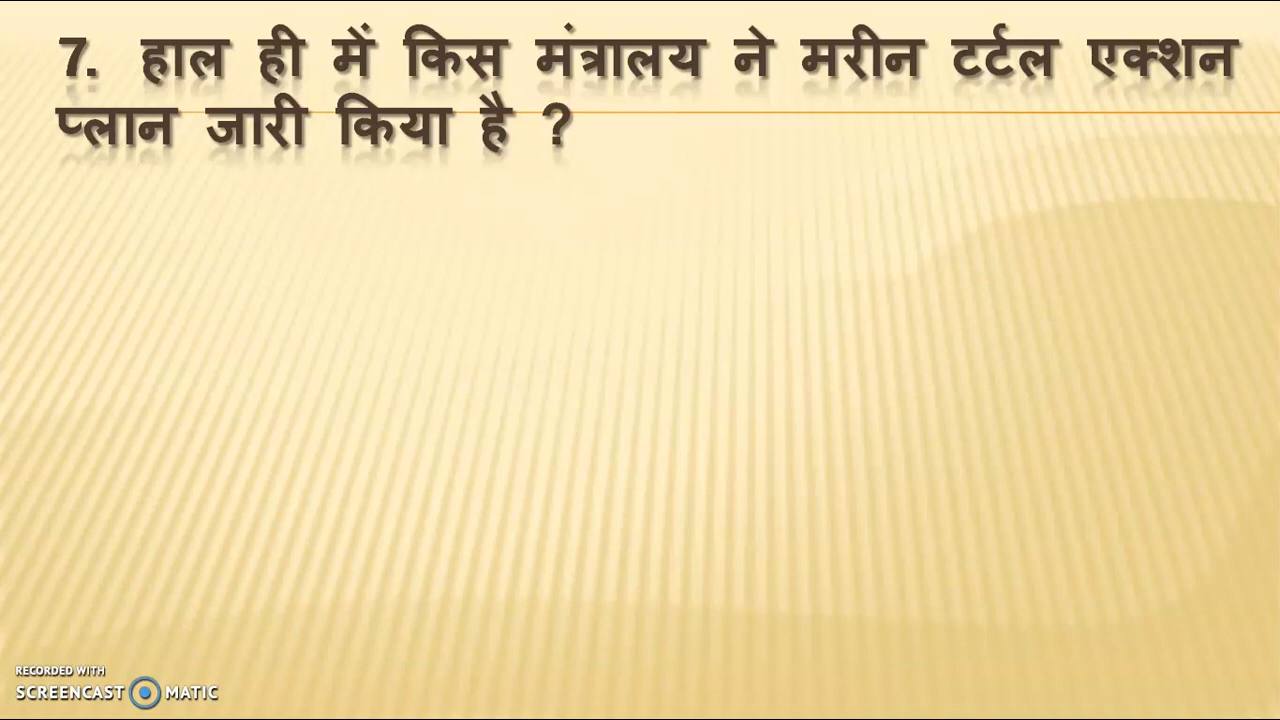 7. हाल ही में किस मंत्रालय ने मरीन टर्टल एक्शन
प्लान जारी किया है ?
RECORDED WITH
SCREENCAST MATIC